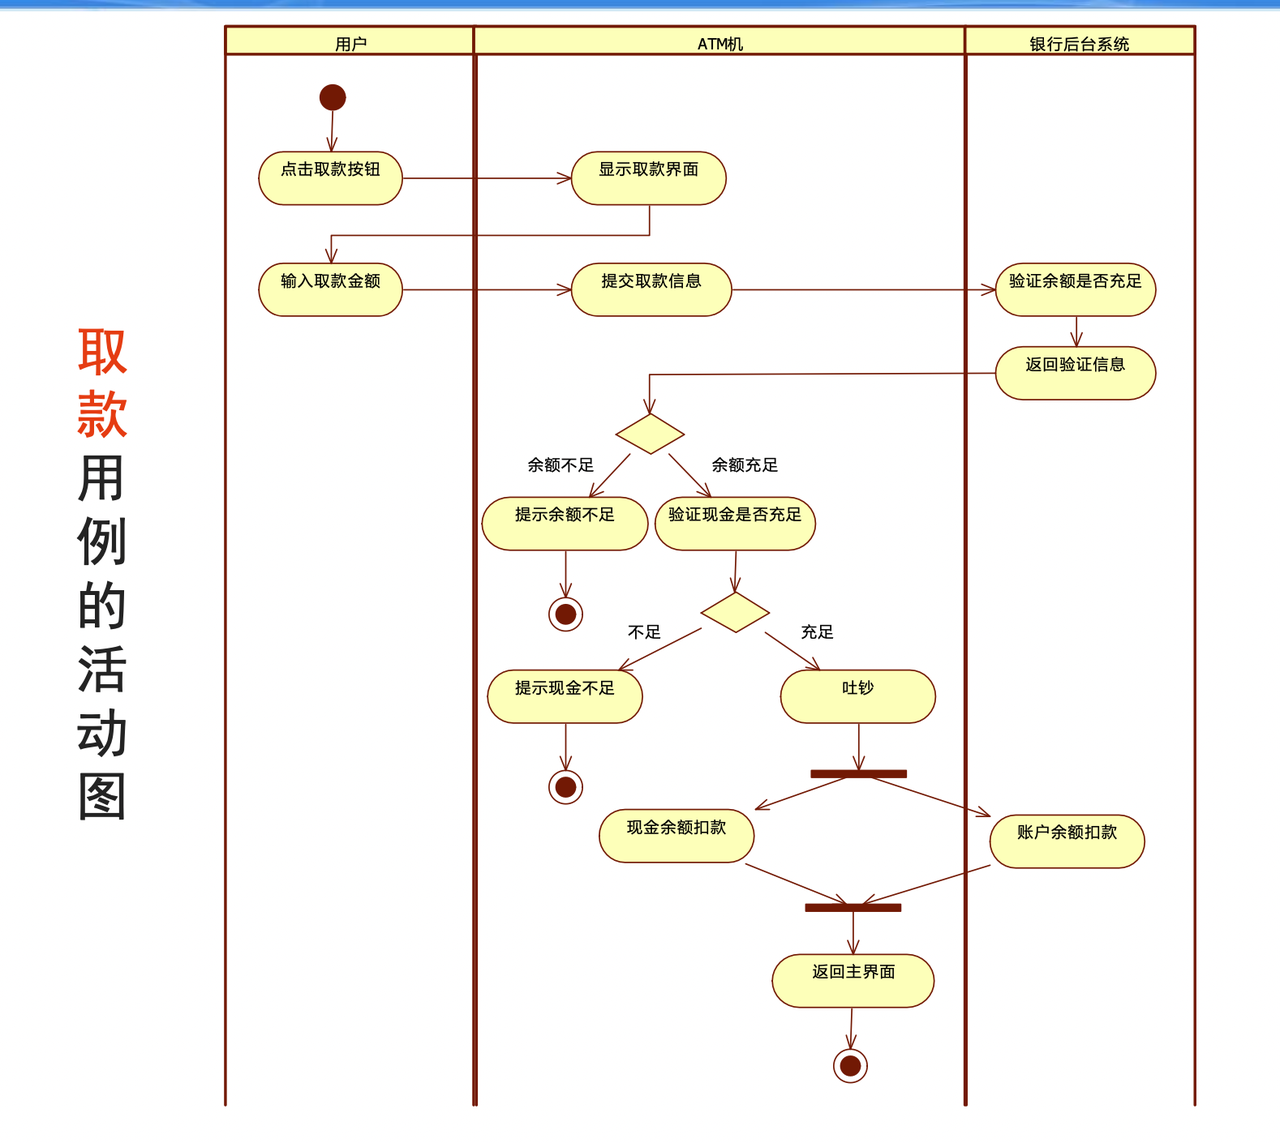 取款用例的活动图
用户
ATM机
银行后台系统
点击取款按钮
显示取款界面
输入取款金额
提交取款信息
验证余额是否充足
返回验证信息
余额不足
余额充足
提示余额不足
验证现金是否充足
不足
充足
提示现金不足
吐钞
现金余额扣款
账户余额扣款
返回主界面